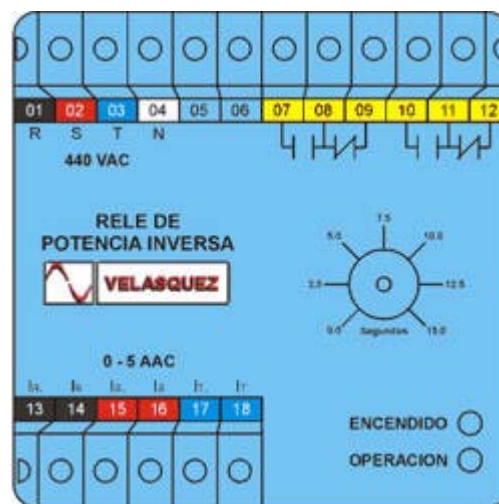 01 02 03 04 05 06 07 08 09 10 11 12
R S T N
440 VAC
RELE DE
POTENCIA INVERSA
VELASQUEZ
7.5
5.0 10.0
2.5 12.5
0.0 Segundos 15.0
0 - 5 AAC
13 14 15 16 17 18
ENCENDIDO
OPERACION